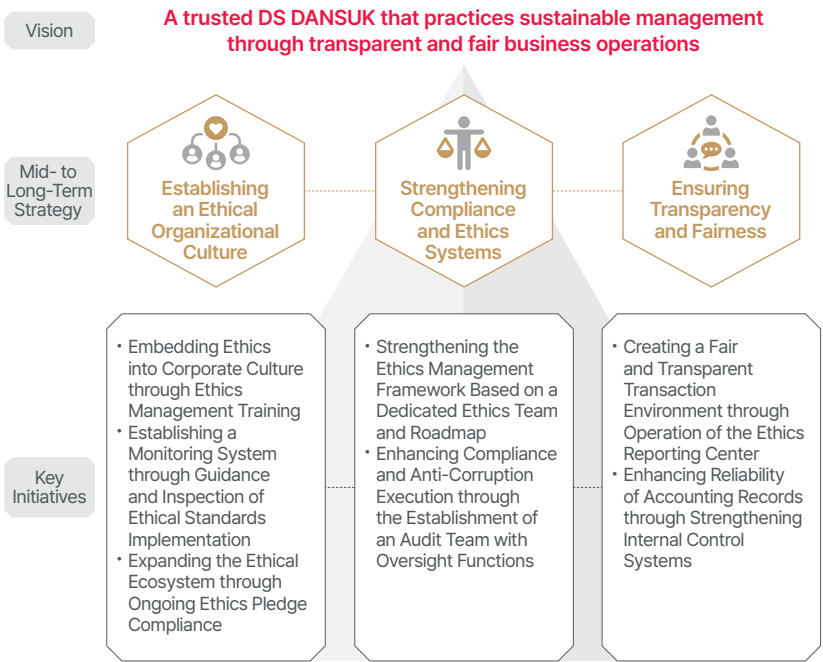 Vision
A trusted DS DANSUK that practices sustainable management
through transparent and fair business operations
Mid- to
Long-Term
Strategy
Establishing
an Ethical
Organizational
Culture
Strengthening
Compliance
and Ethics
Systems
Ensuring
Transparency
and Fairness
Key
Initiatives
・Embedding Ethics
into Corporate Culture
through Ethics
Management Training
・Establishing a
Monitoring System
through Guidance
and Inspection of
Ethical Standards
Implementation
・Expanding the Ethical
Ecosystem through
Ongoing Ethics Pledge
Compliance
・Strengthening the
Ethics Management
Framework Based on a
Dedicated Ethics Team
and Roadmap
・Enhancing Compliance
and Anti-Corruption
Execution through
the Establishment of
an Audit Team with
Oversight Functions
・Creating a Fair
and Transparent
Transaction
Environment through
Operation of the Ethics
Reporting Center
・Enhancing Reliability
of Accounting Records
through Strengthening
Internal Control
Systems